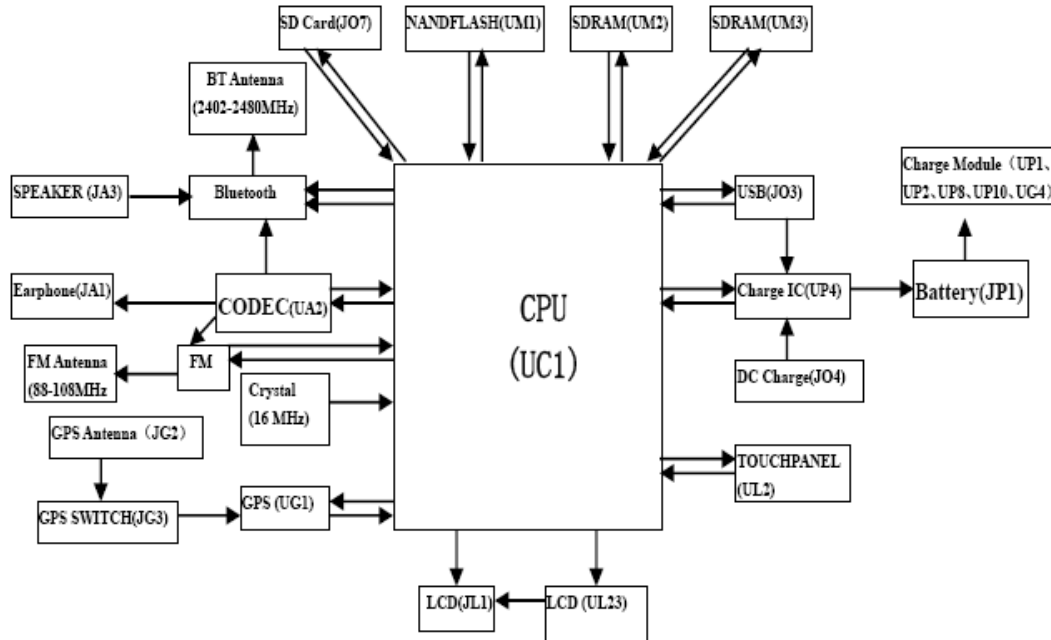 SD Card(JO7)
NANDFLASH(UM1)
SDRAM(UM2)
SDRAM(UM3)
BT Antenna
(2402-2480MHz)
Charge Module（UP1、
UP2、UP8、UP10、UG4）
SPEAKER (JA3)
Bluetooth
USB(JO3)
Earphone(JA1)
CODEC(UA2)
CPU
(UC1)
Charge IC(UP4)
Battery(JP1)
FM Antenna
(88-108MHz
FM
Crystal
(16 MHz)
DC Charge(JO4)
GPS Antenna（JG2）
TOUCHPANEL
(UL2)
GPS SWITCH(JG3)
GPS (UG1)
LCD(JL1)
LCD (UL23)